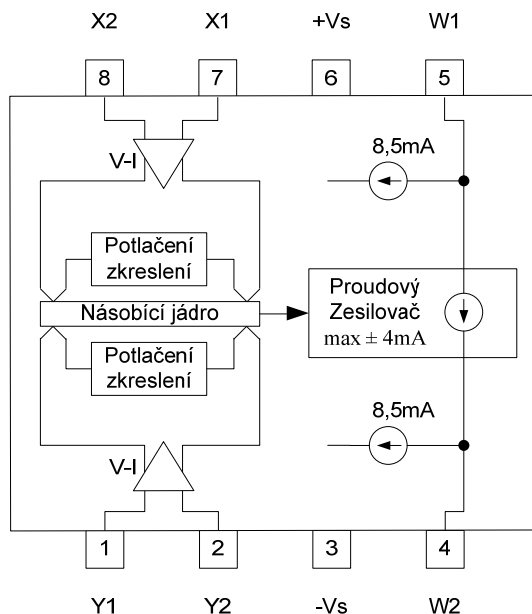 X2 X1 +Vs W1
8 7 6 5
8,5mA
V-I
Potlačení
zkreslení
Násobící jádro
Proudový
Zesilovač
max ± 4mA
Potlačení
zkreslení
8,5mA
V-I
1 2 3 4
Y1 Y2 -Vs W2